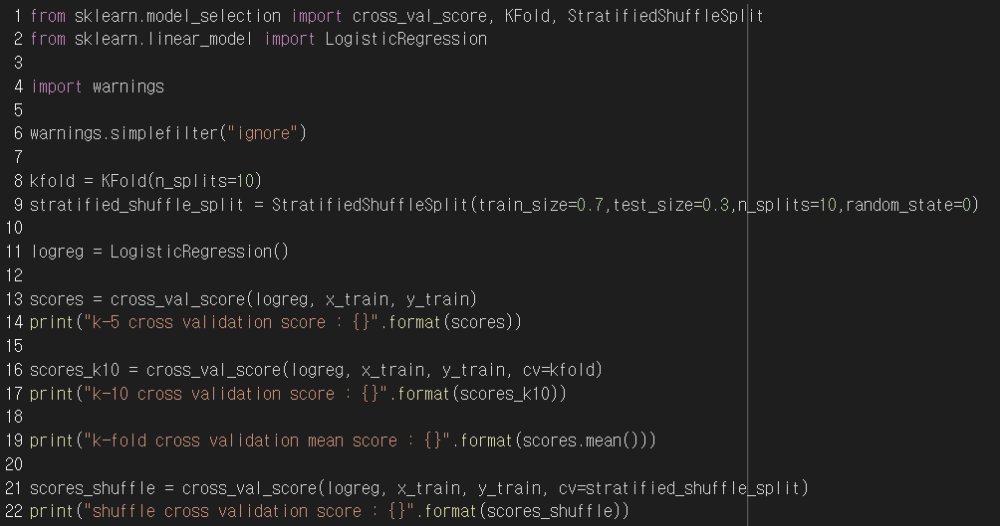 1 from sklearn.model_selection import cross_val_score, KFold, StratifiedShuffleSplit
2 from sklearn.linear_model import LogisticRegression
3
4 import warnings
5
6 warnings.simplefilter("ignore")
7
8 kfold = KFold(n_splits=10)
9 stratified_shuffle_split = StratifiedShuffleSplit(train_size=0.7,test_size=0.3,n_splits=10,random_state=0)
10
11 logreg = LogisticRegression()
12
13 scores = cross_val_score(logreg, x_train, y_train)
14 print("k-5 cross validation score : {}".format(scores))
15
16 scores_k10 = cross_val_score(logreg, x_train, y_train, cv=kfold)
17 print("k-10 cross validation score : {}".format(scores_k10))
18
19 print("k-fold cross validation mean score : {}".format(scores.mean()))
20
21 scores_shuffle = cross_val_score(logreg, x_train, y_train, cv=stratified_shuffle_split)
22 print("shuffle cross validation score : {}".format(scores_shuffle))